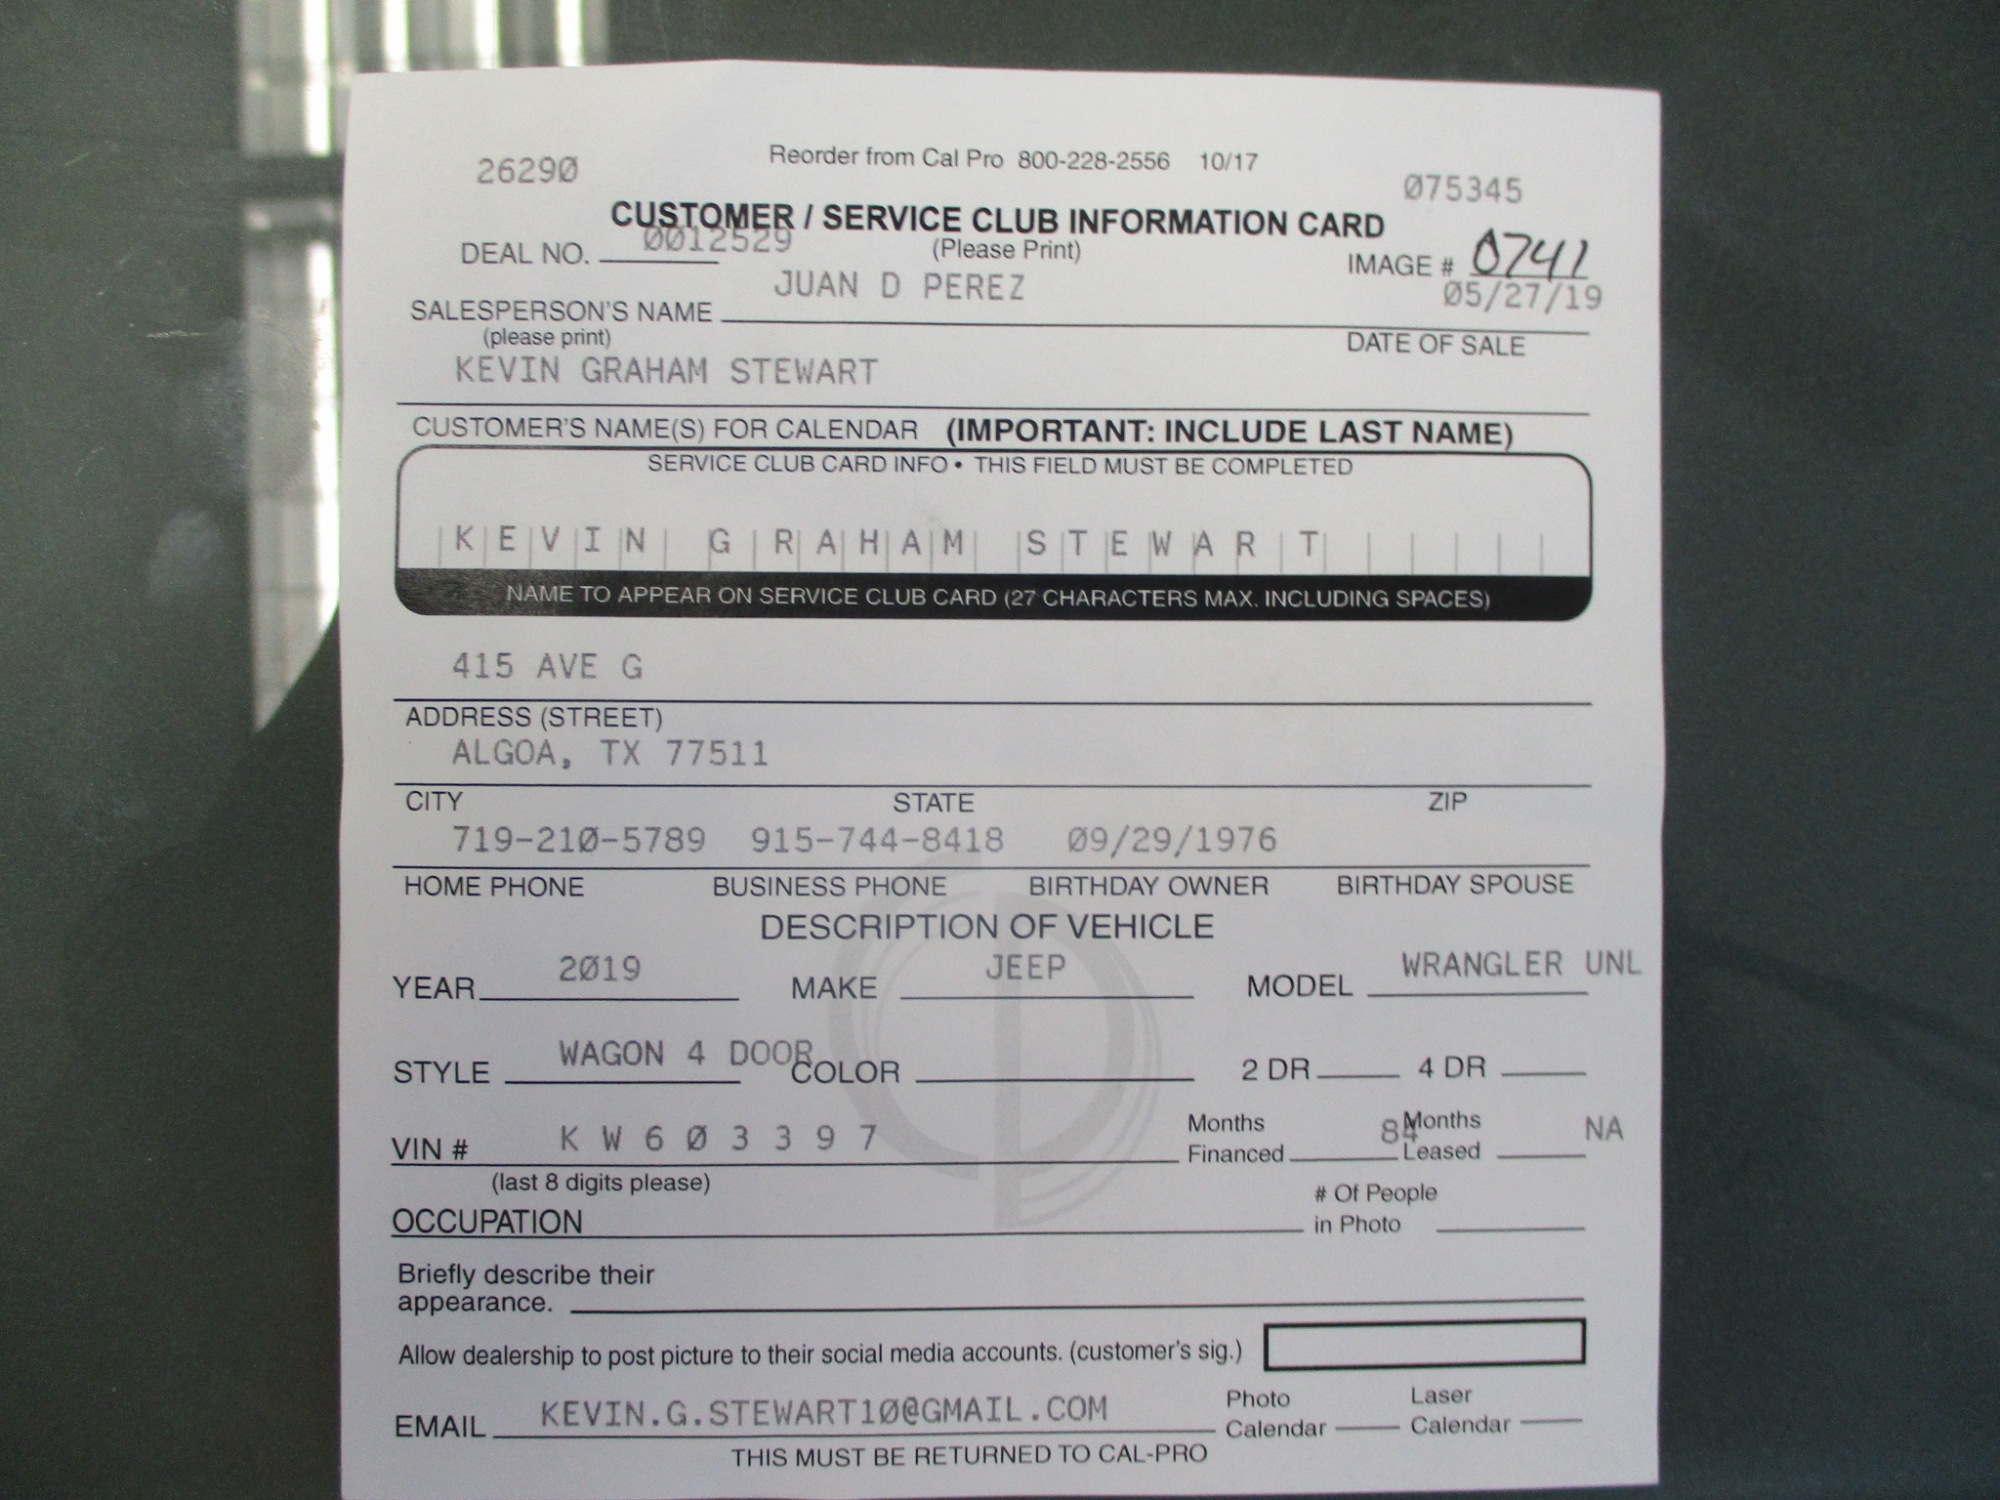 Reorder from Cal Pro 800-228-2556 10/17
26290 075345
CUSTOMER / SERVICE CLUB INFORMATION CARD
DEAL NO. 0012529 (Please Print) IMAGE # 0741
JUAN D PEREZ 05/27/19
SALESPERSON'S NAME
(please print) DATE OF SALE
KEVIN GRAHAM STEWART
CUSTOMER'S NAME(S) FOR CALENDAR (IMPORTANT: INCLUDE LAST NAME)
SERVICE CLUB CARD INFO • THIS FIELD MUST BE COMPLETED
KEVIN GRAHAM STEWART
NAME TO APPEAR ON SERVICE CLUB CARD (27 CHARACTERS MAX. INCLUDING SPACES)
415 AVE G
ADDRESS (STREET)
ALGOA, TX 77511
CITY STATE ZIP
719-210-5789 915-744-8418 09/29/1976
HOME PHONE BUSINESS PHONE BIRTHDAY OWNER BIRTHDAY SPOUSE
DESCRIPTION OF VEHICLE
YEAR 2019 MAKE JEEP MODEL WRANGLER UNL
STYLE WAGON 4 DOOR COLOR 2 DR 4 DR
VIN # K W 6 0 3 3 9 7 Months Financed 84 Months Leased NA
(last 8 digits please)
OCCUPATION # Of People in Photo
Briefly describe their
appearance.
Allow dealership to post picture to their social media accounts. (customer's sig.)
EMAIL KEVIN.G.STEWART10@GMAIL.COM Photo Calendar Laser Calendar
THIS MUST BE RETURNED TO CAL-PRO